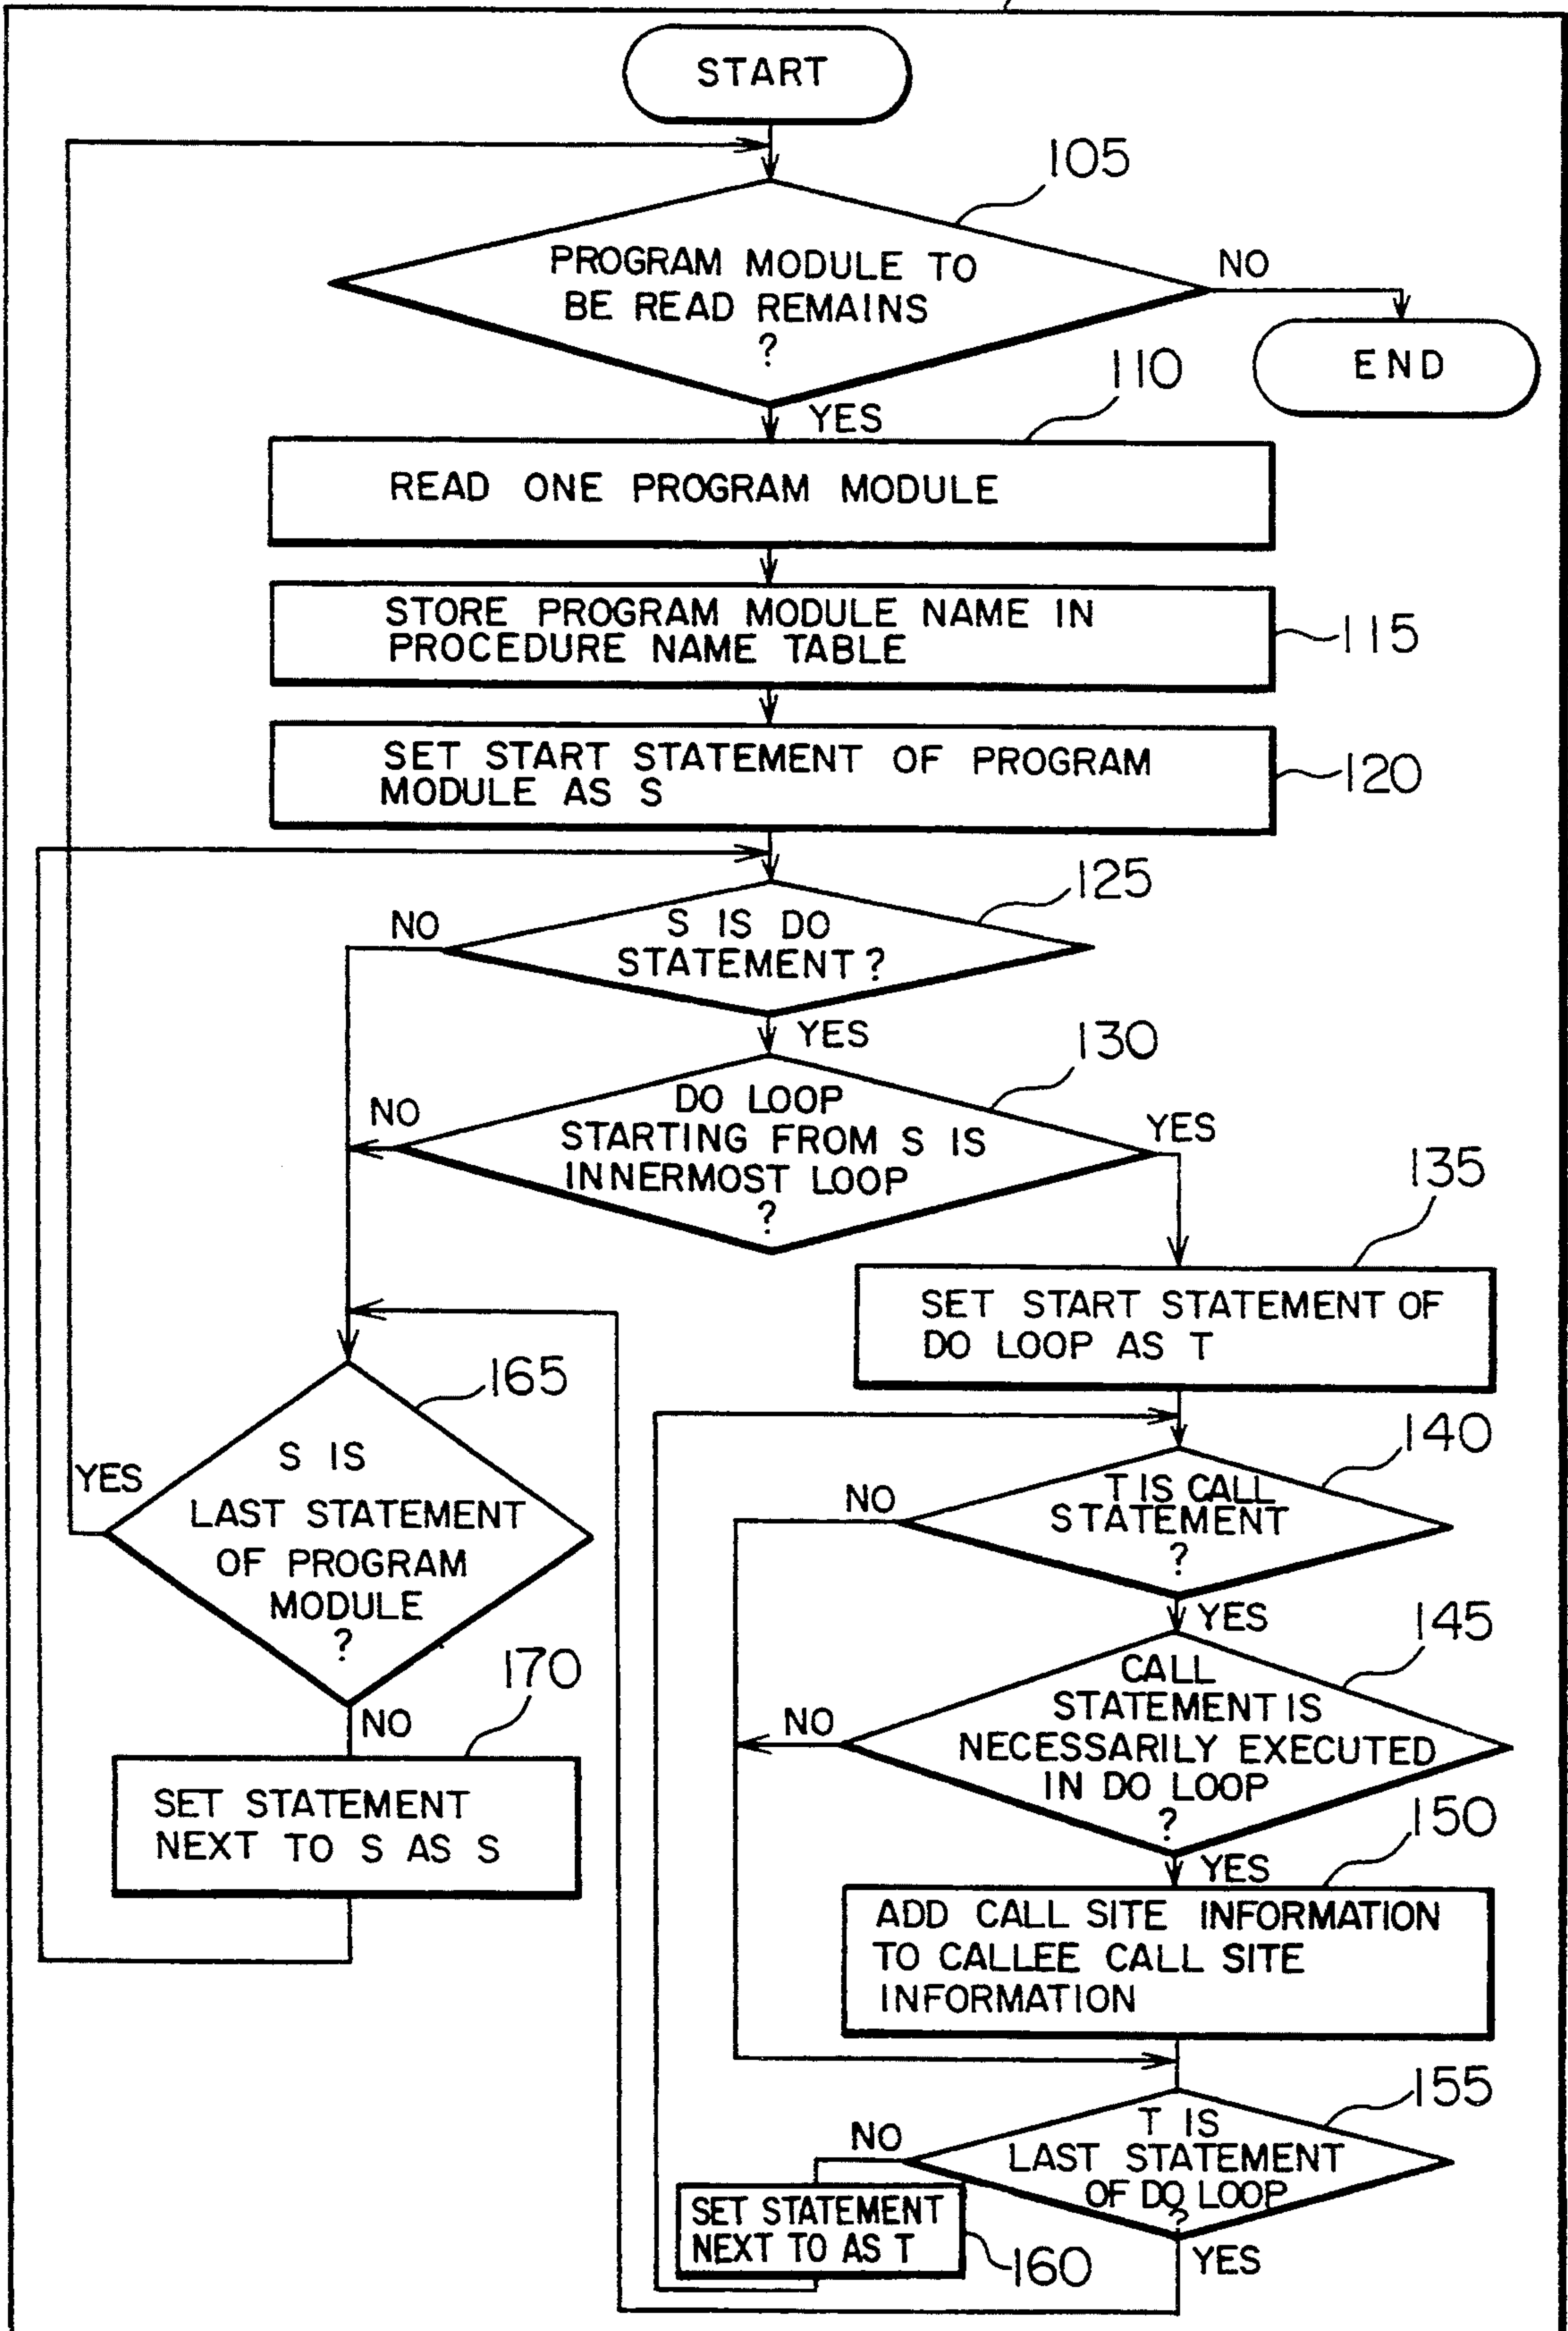 START
105
PROGRAM MODULE TO
BE READ REMAINS
?
NO
END
YES
110
READ ONE PROGRAM MODULE
STORE PROGRAM MODULE NAME IN
PROCEDURE NAME TABLE
115
SET START STATEMENT OF PROGRAM
MODULE AS S
120
125
S IS DO
STATEMENT?
NO
YES
130
DO LOOP
STARTING FROM S IS
INNERMOST LOOP
?
NO
YES
135
SET START STATEMENT OF
DO LOOP AS T
165
S IS
LAST STATEMENT
OF PROGRAM
MODULE
?
YES
NO
170
SET STATEMENT
NEXT TO S AS S
140
T IS CALL
STATEMENT
?
NO
YES
145
CALL
STATEMENT IS
NECESSARILY EXECUTED
IN DO LOOP
?
NO
YES
150
ADD CALL SITE INFORMATION
TO CALLEE CALL SITE
INFORMATION
155
T IS
LAST STATEMENT
OF DO LOOP
?
NO
YES
SET STATEMENT
NEXT TO AS T
160